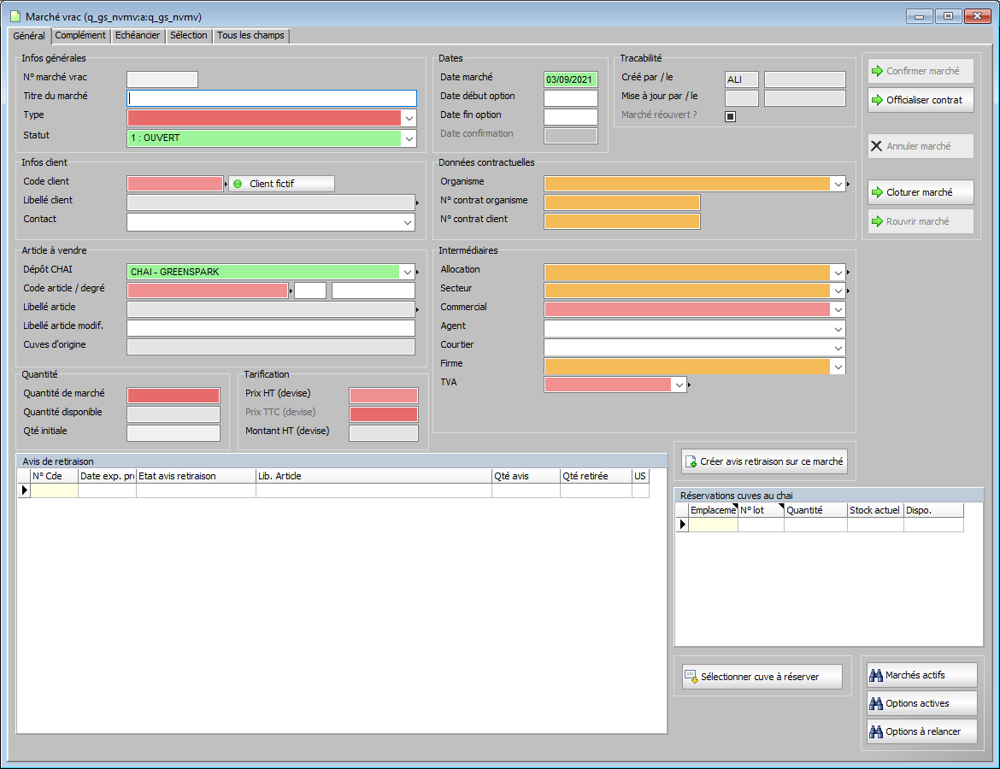 Marché vrac (q_gs_nvmv:a:q_gs_nvmv)
Général Complément Echéancier Sélection Tous les champs
Infos générales
N° marché vrac
Titre du marché
Type
Statut 1 : OUVERT
Dates
Date marché 03/09/2021
Date début option
Date fin option
Date confirmation
Tracabilité
Créé par / le ALI
Mise à jour par / le
Marché réouvert ?
Confirmer marché
Officialiser contrat
Annuler marché
Cloturer marché
Rouvrir marché
Infos client
Code client Client fictif
Libellé client
Contact
Données contractuelles
Organisme
N° contrat organisme
N° contrat client
Article à vendre
Dépôt CHAI CHAI - GREENSPARK
Code article / degré
Libellé article
Libellé article modif.
Cuves d'origine
Intermédiaires
Allocation
Secteur
Commercial
Agent
Courtier
Firme
TVA
Quantité
Quantité de marché
Quantité disponible
Qté initiale
Tarification
Prix HT (devise)
Prix TTC (devise)
Montant HT (devise)
Avis de retiraison
N° Cde Date exp. pr Etat avis retiraison Lib. Article Qté avis Qté retirée US
Créer avis retiraison sur ce marché
Réservations cuves au chai
Emplaceme N° lot Quantité Stock actuel Dispo.
Sélectionner cuve à réserver
Marchés actifs
Options actives
Options à relancer